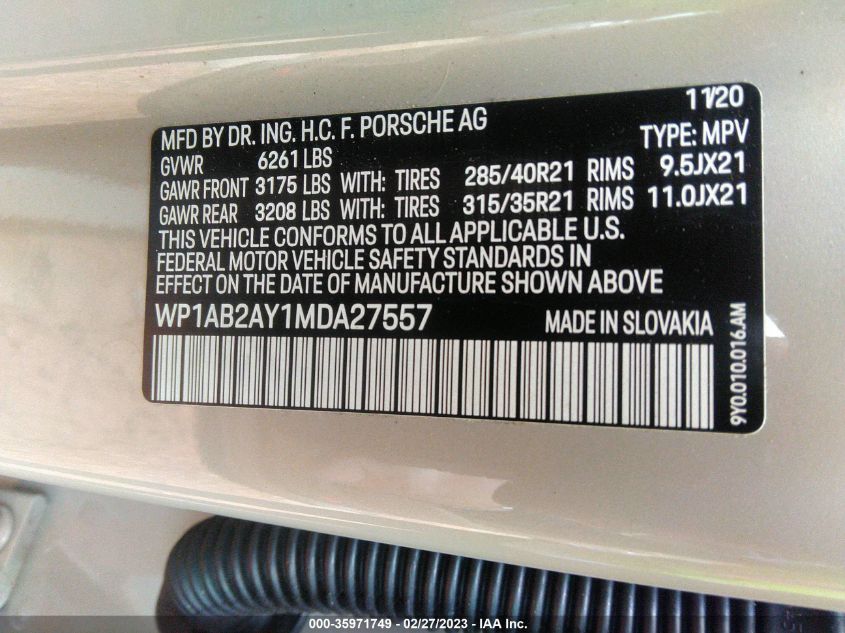 11/20
MFD BY DR. ING. H.C. F. PORSCHE AG TYPE: MPV
GVWR 6261 LBS
GAWR FRONT 3175 LBS WITH: TIRES 285/40R21 RIMS 9.5JX21
GAWR REAR 3208 LBS WITH: TIRES 315/35R21 RIMS 11.0JX21
THIS VEHICLE CONFORMS TO ALL APPLICABLE U.S.
FEDERAL MOTOR VEHICLE SAFETY STANDARDS IN
EFFECT ON THE DATE OF MANUFACTURE SHOWN ABOVE
WP1AB2AY1MDA27557 MADE IN SLOVAKIA
9Y0.010.016.AM
000-35971749 - 02/27/2023 - IAA Inc.